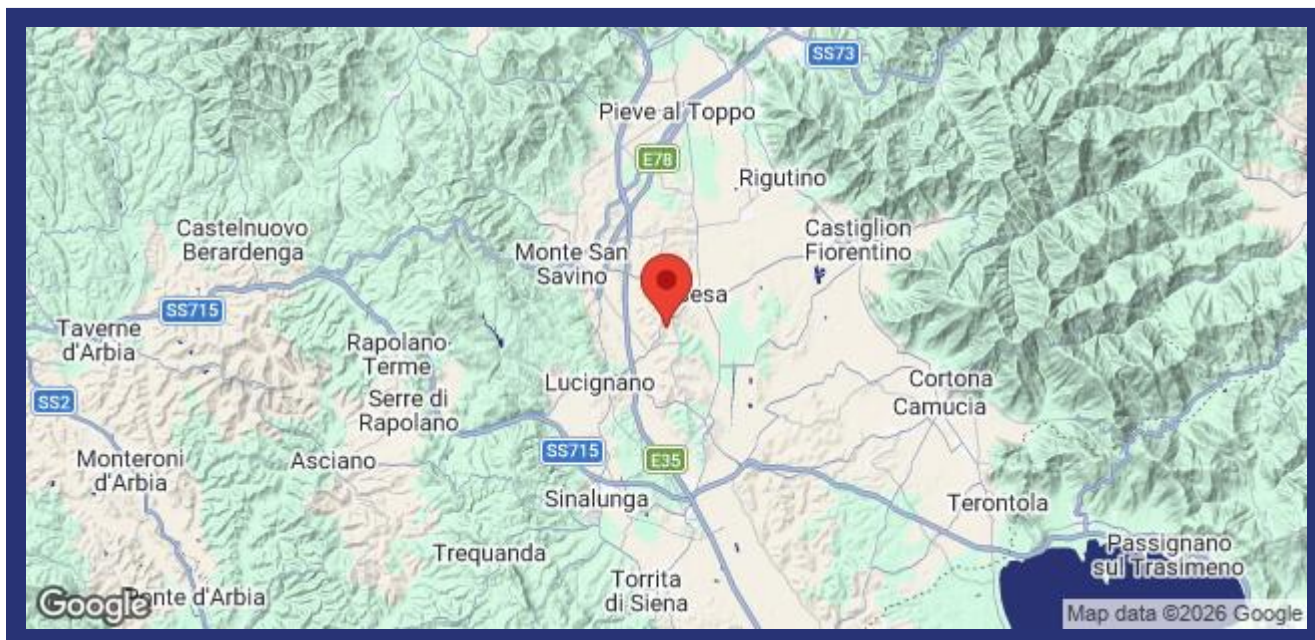 SS73
Pieve al Toppo
E78
Rigutino
Castelnuovo
Berardenga
Castiglion
Fiorentino
Monte San
Savino
SS715
Taverne
d'Arbia
Rapolano
Terme
Lucignano
Cortona
Camucia
Serre di
Rapolano
SS2
Monteroni
d'Arbia
Asciano
SS715
E35
Sinalunga
Terontola
Trequanda
Passignano
sul Trasimeno
Torrita
di Siena
Google
d'Arbia
Map data ©2026 Google